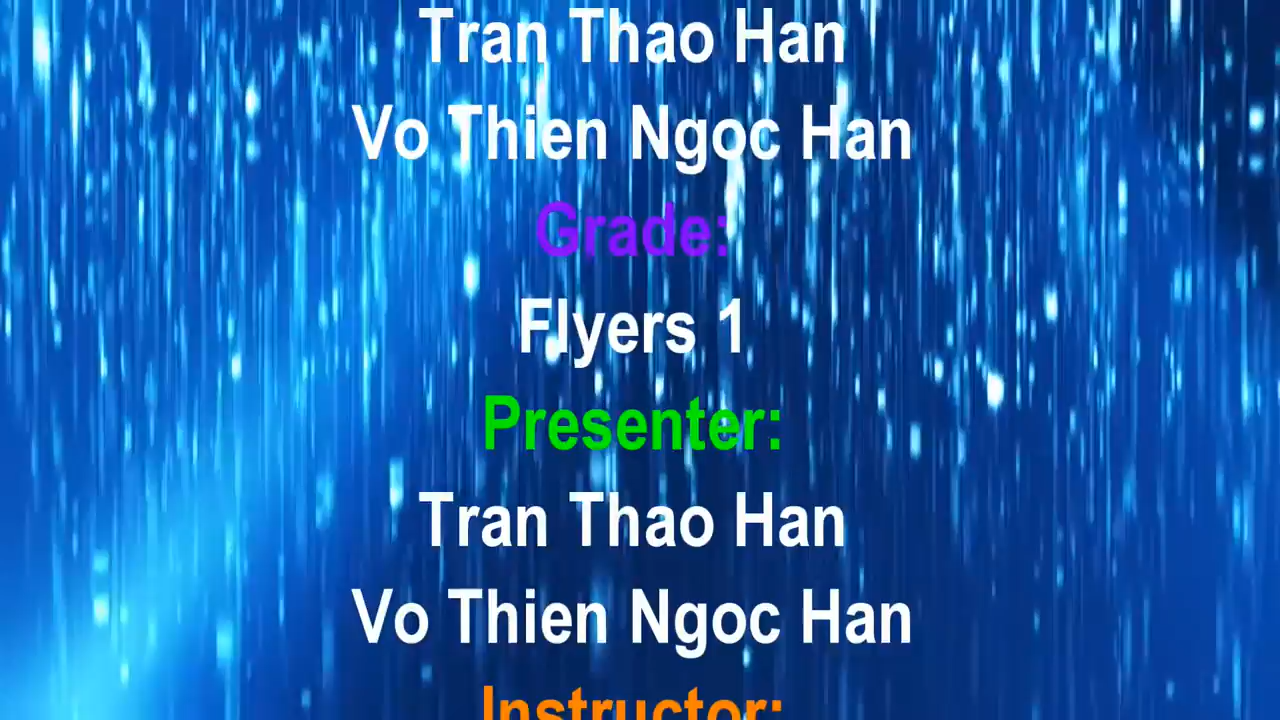 Tran Thao Han
Vo Thien Ngoc Han
Grade:
Flyers 1
Presenter:
Tran Thao Han
Vo Thien Ngoc Han
Instructor: